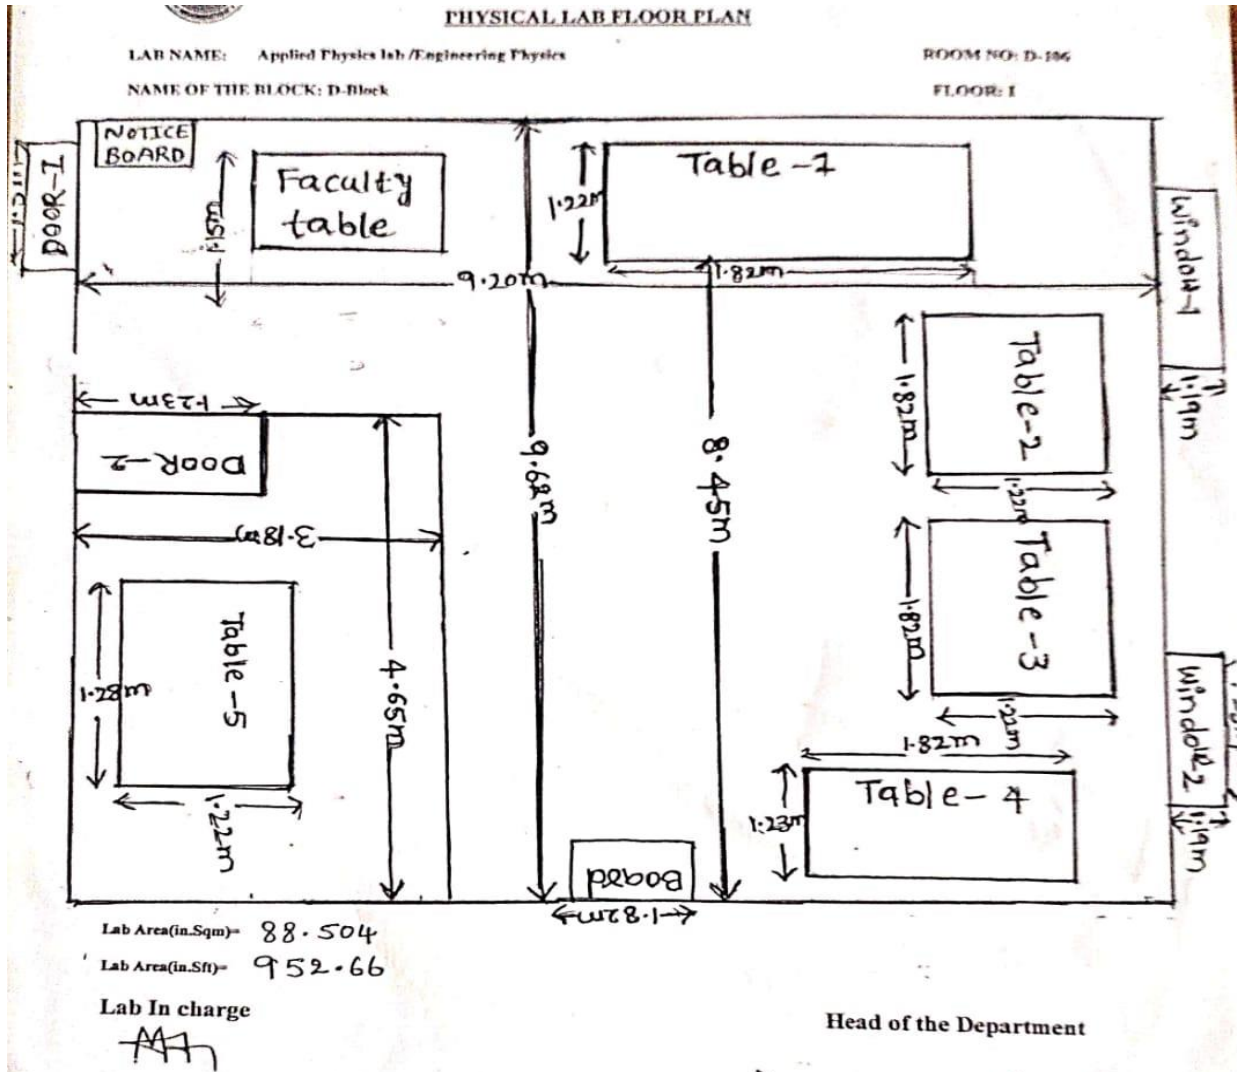 PHYSICAL LAB FLOOR PLAN
LAB NAME: Applied Physics lab /Engineering Physics
ROOM NO: D-106
NAME OF THE BLOCK: D-Block
FLOOR: I
NOTICE
BOARD
DOOR-I
Faculty
table
Table-1
1.22m
1.82m
9.20m
Window-1
1.19m
Table-2
1.82m
1.22m
1.23m
DOOR-2
3.18m
9.62m
8.45m
Table-3
1.82m
1.22m
Table-5
1.28m
1.22m
4.65m
Window-2
1.19m
1.82m
Table-4
1.23m
Board
1.82m
Lab Area(in.Sqm)= 88.504
Lab Area(in.Sft)= 952.66
Lab In charge
Head of the Department